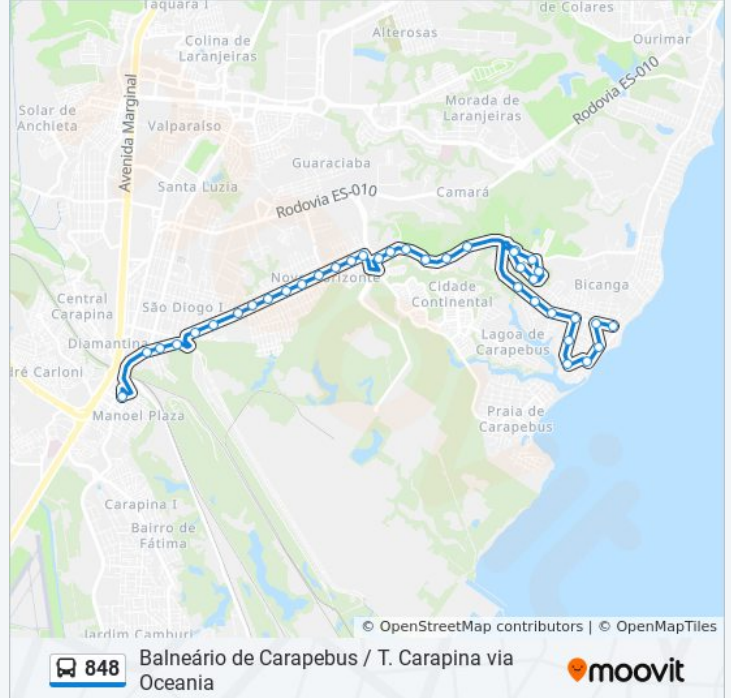 Taquara I
de Colares
Colina de
Laranjeiras
Alterosas
Ourimar
Rodovia ES-010
Avenida Marginal
Solar de
Anchieta
Valparaíso
Morada de
Laranjeiras
Guaraciaba
Santa Luzia
Rodovia ES-010
Camará
Novo Horizonte
Cidade
Continental
Bicanga
Central
Carapina
São Diogo I
Diamantina
Lagoa de
Carapebus
dré Carloni
Manoel Plaza
Praia de
Carapebus
Carapina I
Bairro de
Fátima
Jardim Camburi
© OpenStreetMap contributors | © OpenMapTiles
848
Balneário de Carapebus / T. Carapina via
Oceania
moovit